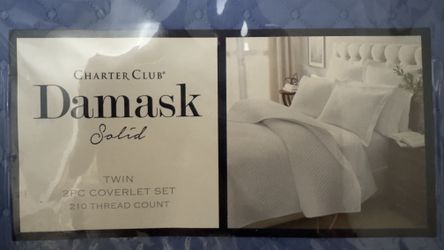 CHARTER CLUB®
Damask
Solid
TWIN
2PC COVERLET SET
210 THREAD COUNT